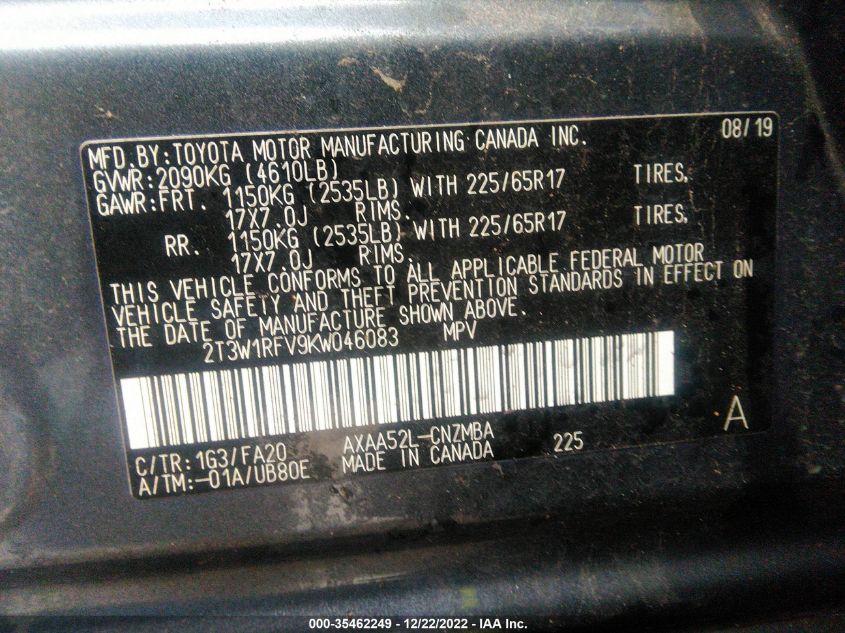 MFD.BY:TOYOTA MOTOR MANUFACTURING CANADA INC. 08/19
GVWR:2090KG (4610LB)
GAWR:FRT. 1150KG (2535LB) WITH 225/65R17 TIRES,
17X7.0J RIMS.
RR. 1150KG (2535LB) WITH 225/65R17 TIRES,
17X7.0J RIMS.
THIS VEHICLE CONFORMS TO ALL APPLICABLE FEDERAL MOTOR
VEHICLE SAFETY AND THEFT PREVENTION STANDARDS IN EFFECT ON
THE DATE OF MANUFACTURE SHOWN ABOVE.
2T3W1RFV9KW046083 MPV
A
C/TR:1G3/FA20 AXAA52L-CNZMBA 225
A/TM:-01A/UB80E MADE IN CANADA
000-35462249 - 12/22/2022 - IAA Inc.